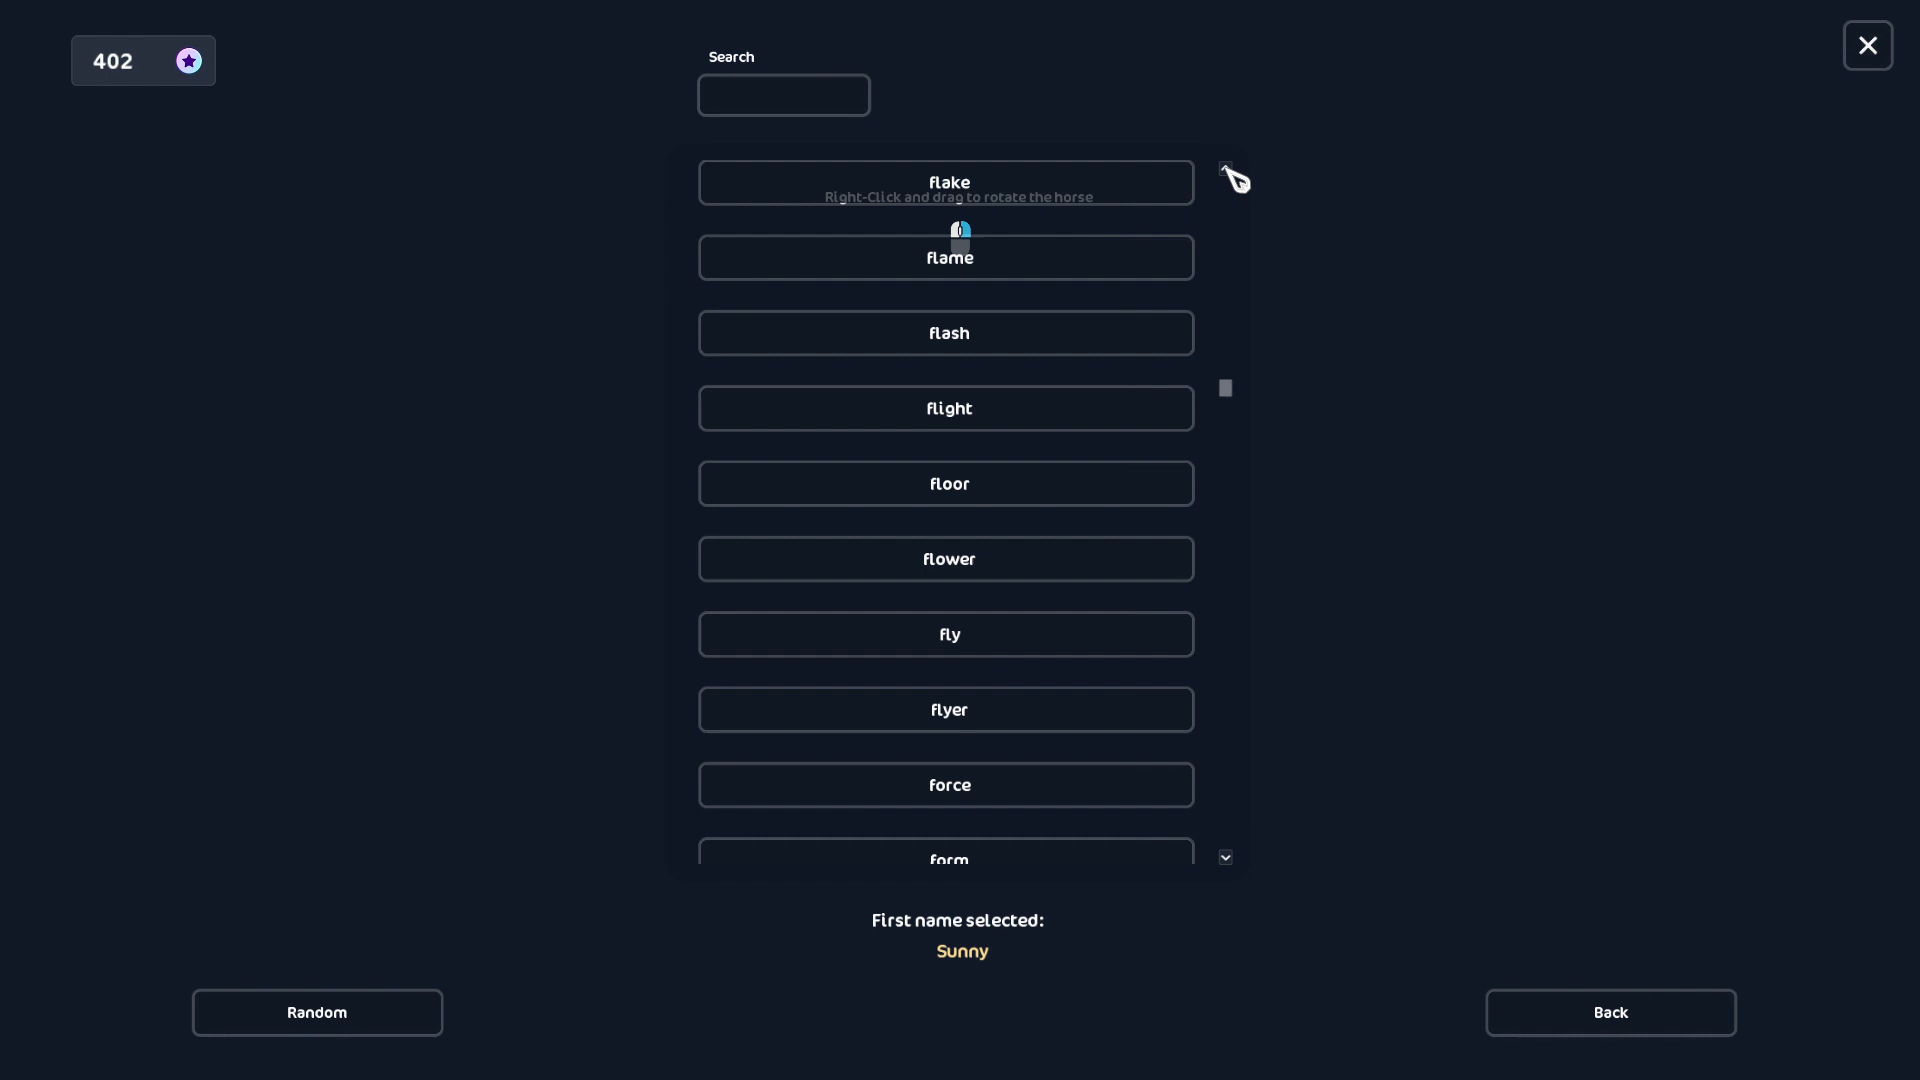 402
Search
flake
Right-Click and drag to rotate the horse
flame
flash
flight
floor
flower
fly
flyer
force
form
First name selected:
Sunny
Random
Back